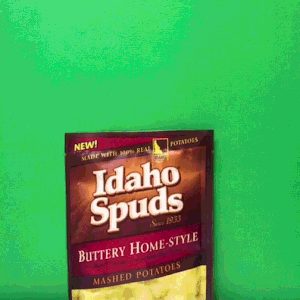 NEW!
MADE WITH 100% REAL POTATOES
Idaho
Spuds
Since 1933
BUTTERY HOME-STYLE
MASHED POTATOES